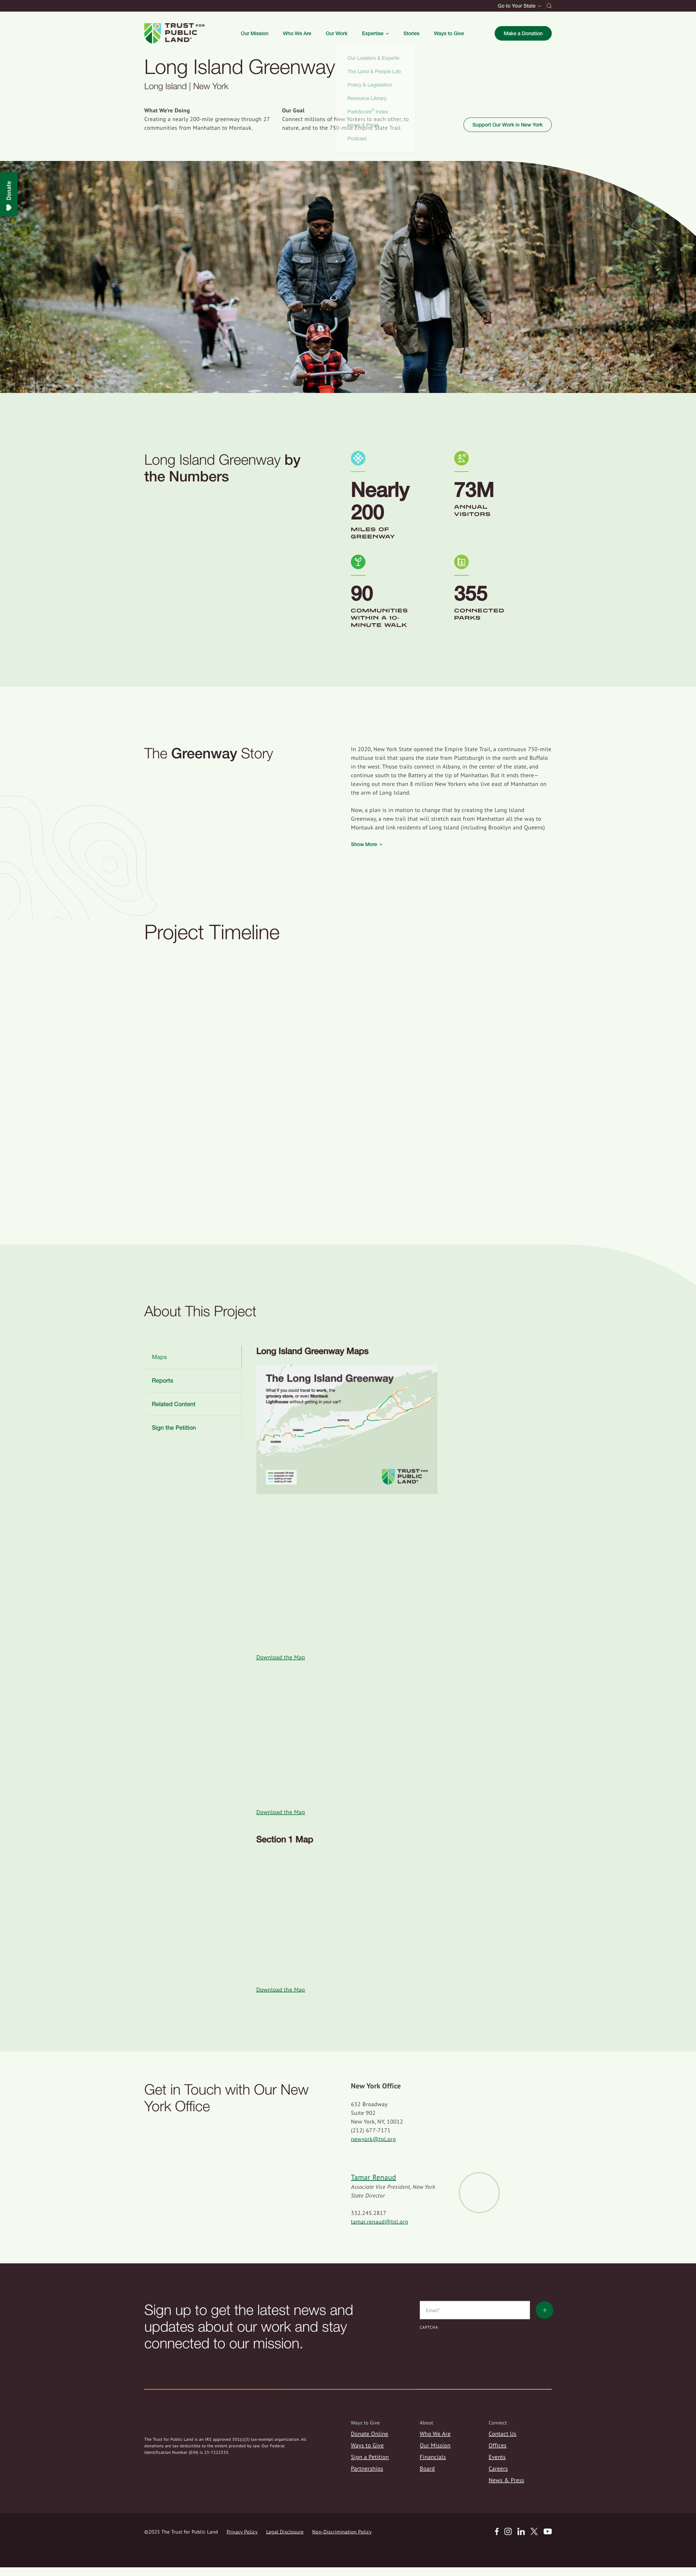 Go to Your State
TRUST FOR
PUBLIC
LAND
Our Mission
Who We Are
Our Work
Expertise
Stories
Ways to Give
Make a Donation
Our Leaders & Experts
The Land & People Lab
Policy & Legislation
Resource Library
ParkScore® Index
News & Press
Podcast
Long Island Greenway
Long Island | New York
What We're Doing
Creating a nearly 200-mile greenway through 27
communities from Manhattan to Montauk.
Our Goal
Connect millions of New Yorkers to each other, to
nature, and to the 750-mile Empire State Trail.
Support Our Work in New York
Donate
Long Island Greenway by
the Numbers
Nearly
200
MILES OF
GREENWAY
73M
ANNUAL
VISITORS
90
COMMUNITIES
WITHIN A 10-
MINUTE WALK
355
CONNECTED
PARKS
The Greenway Story
In 2020, New York State opened the Empire State Trail, a continuous 750-mile
multiuse trail that spans the state from Plattsburgh in the north and Buffalo
in the west. Those trails connect in Albany, in the center of the state, and
continue south to the Battery at the tip of Manhattan. But it ends there—
leaving out more than 8 million New Yorkers who live east of Manhattan on
the arm of Long Island.
Now, a plan is in motion to change that by creating the Long Island
Greenway, a new trail that will stretch east from Manhattan all the way to
Montauk and link residents of Long Island (including Brooklyn and Queens)
Show More
Project Timeline
About This Project
Maps
Reports
Related Content
Sign the Petition
Long Island Greenway Maps
The Long Island Greenway
What if you could travel to work, the
grocery store, or even Montauk
Lighthouse without getting in your car?
SUFFOLK
NASSAU
QUEENS
TRUST FOR
PUBLIC
LAND
Download the Map
Download the Map
Section 1 Map
Download the Map
Get in Touch with Our New
York Office
New York Office
632 Broadway
Suite 902
New York, NY, 10012
(212) 677-7171
newyork@tpl.org
Tamar Renaud
Associate Vice President, New York
State Director
332.245.2817
tamar.renaud@tpl.org
Sign up to get the latest news and
updates about our work and stay
connected to our mission.
Email*
CAPTCHA
The Trust for Public Land is an IRS approved 501(c)(3) tax-exempt organization. All
donations are tax deductible to the extent provided by law. Our Federal
Identification Number (EIN) is 23-7222333.
Ways to Give
Donate Online
Ways to Give
Sign a Petition
Partnerships
About
Who We Are
Our Mission
Financials
Board
Connect
Contact Us
Offices
Events
Careers
News & Press
©2025 The Trust for Public Land
Privacy Policy
Legal Disclosure
Non-Discrimination Policy